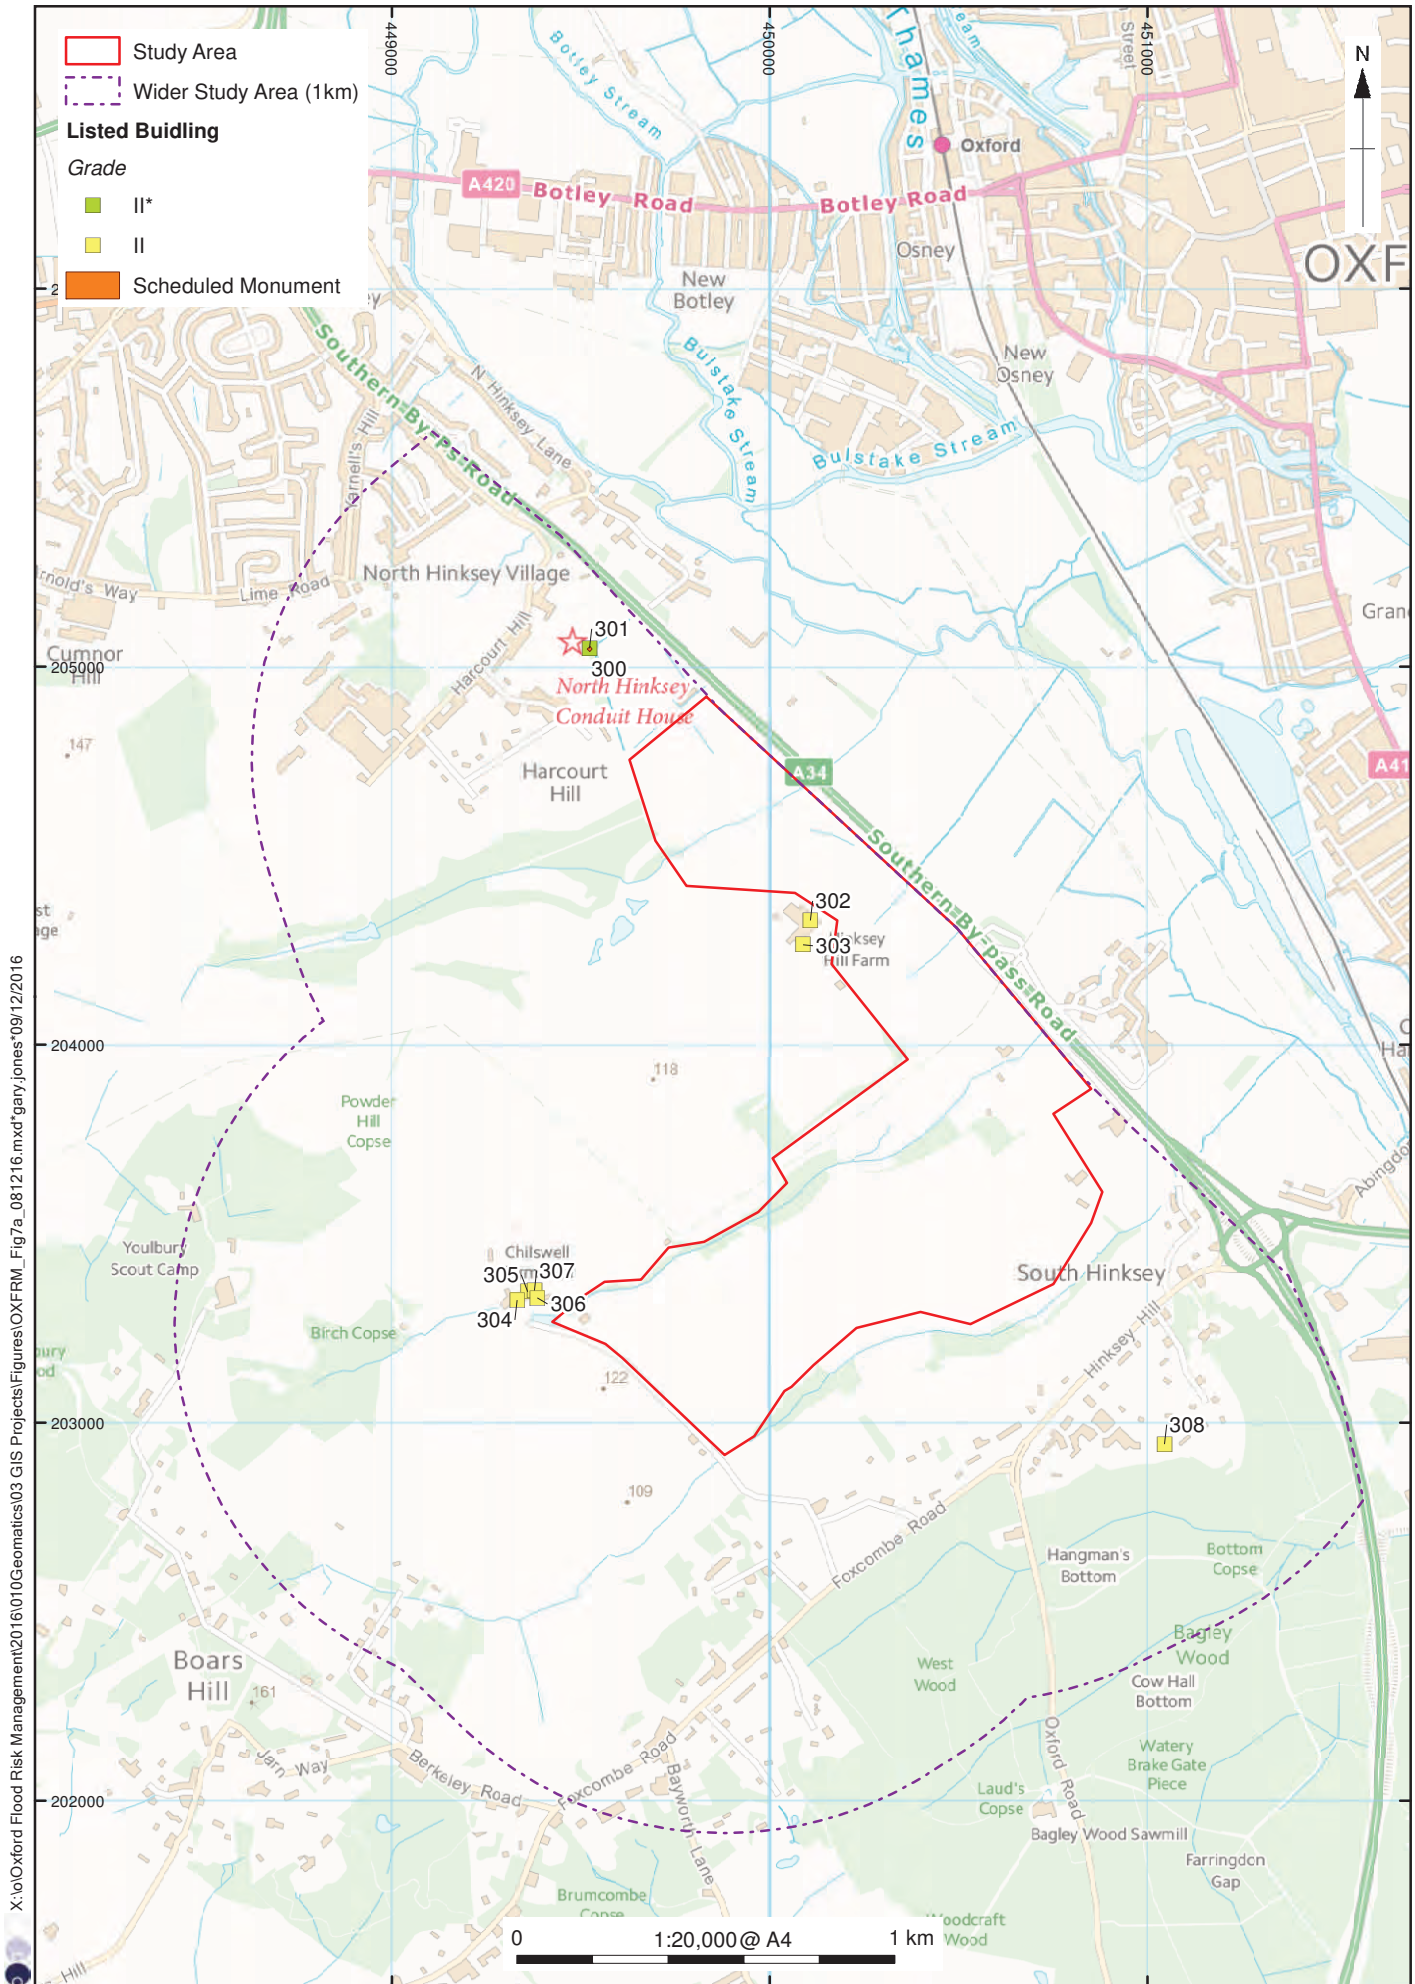 Study Area
Wider Study Area (1km)
Listed Buidling
Grade
II*
II
Scheduled Monument
449000
450000
451000
N
Thames
Botley Stream
Street
Oxford
A420
Botley Road
Botley Road
Osney
OXF
New
Botley
New
Osney
Bulstake Stream
Bulstake Stream
Southern By-Ps-Road
N Hinksey Lane
Yarnell's Hill
North Hinksey Village
Lime Road
Harcourt Hill
Cumnor
Hill
205000
301
300
North Hinksey
Conduit House
147
Harcourt
Hill
A34
A41
Southern-By-pass-Road
302
303
Hill Farm
204000
118
Powder
Hill
Copse
Youlbury
Scout Camp
Chilswell
305
307
306
304
Birch Copse
122
South Hinksey
Hinksey Hill
Abingdo
203000
308
109
Foxcombe Road
Hangman's
Bottom
Bottom
Copse
Bagley
Wood
West
Wood
Cow Hall
Bottom
Boars
Hill
161
Jarn Way
Berkeley Road
Foxcombe Road
Bayworth Lane
Oxford Road
Watery
Brake Gate
Piece
Laud's
Copse
202000
Bagley Wood Sawmill
Farringdon
Gap
Brumcombe
Copse
Woodcraft
Wood
Hill
0
1:20,000@ A4
1 km
X:\o\Oxford Flood Risk Management\2016\010Geomatics\03 GIS Projects\Figures\OXFRM_Fig7a_081216.mxd*gary.jones*09/12/2016